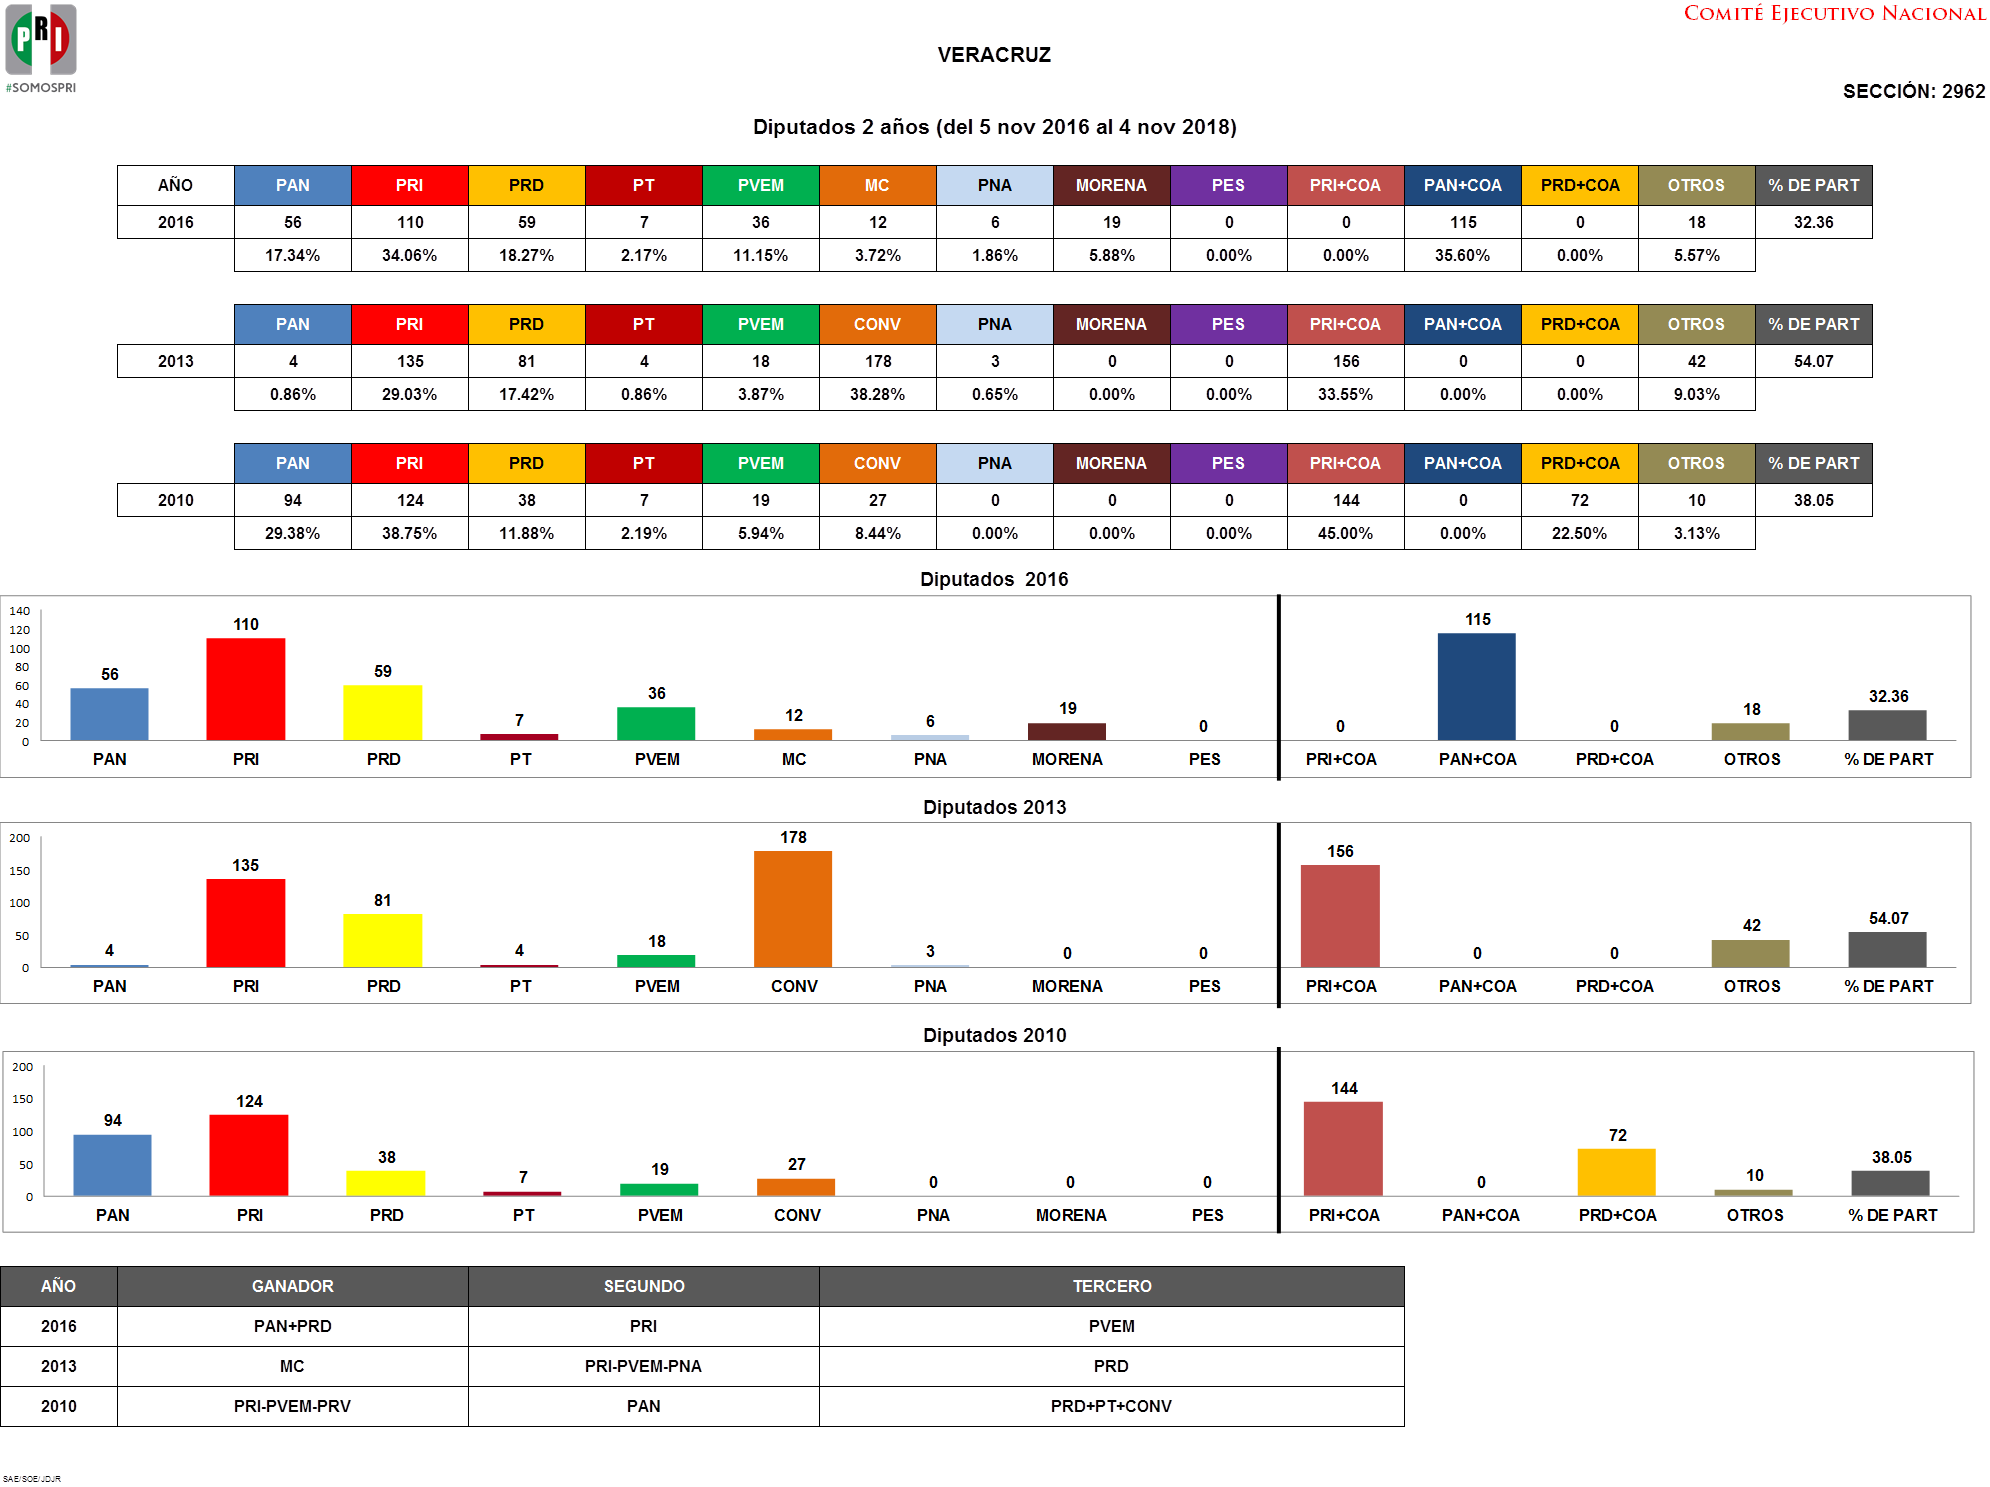 PRI
#SOMOSPRI
COMITÉ EJECUTIVO NACIONAL
VERACRUZ
SECCIÓN: 2962
Diputados 2 años (del 5 nov 2016 al 4 nov 2018)
AÑO PAN PRI PRD PT PVEM MC PNA MORENA PES PRI+COA PAN+COA PRD+COA OTROS % DE PART
2016 56 110 59 7 36 12 6 19 0 0 115 0 18 32.36
17.34% 34.06% 18.27% 2.17% 11.15% 3.72% 1.86% 5.88% 0.00% 0.00% 35.60% 0.00% 5.57%
PAN PRI PRD PT PVEM CONV PNA MORENA PES PRI+COA PAN+COA PRD+COA OTROS % DE PART
2013 4 135 81 4 18 178 3 0 0 156 0 0 42 54.07
0.86% 29.03% 17.42% 0.86% 3.87% 38.28% 0.65% 0.00% 0.00% 33.55% 0.00% 0.00% 9.03%
PAN PRI PRD PT PVEM CONV PNA MORENA PES PRI+COA PAN+COA PRD+COA OTROS % DE PART
2010 94 124 38 7 19 27 0 0 0 144 0 72 10 38.05
29.38% 38.75% 11.88% 2.19% 5.94% 8.44% 0.00% 0.00% 0.00% 45.00% 0.00% 22.50% 3.13%
Diputados 2016
140
120
100
80
60
40
20
0
56 110 59 7 36 12 6 19 0 0 115 0 18 32.36
PAN PRI PRD PT PVEM MC PNA MORENA PES PRI+COA PAN+COA PRD+COA OTROS % DE PART
Diputados 2013
200
150
100
50
0
4 135 81 4 18 178 3 0 0 156 0 0 42 54.07
PAN PRI PRD PT PVEM CONV PNA MORENA PES PRI+COA PAN+COA PRD+COA OTROS % DE PART
Diputados 2010
200
150
100
50
0
94 124 38 7 19 27 0 0 0 144 0 72 10 38.05
PAN PRI PRD PT PVEM CONV PNA MORENA PES PRI+COA PAN+COA PRD+COA OTROS % DE PART
AÑO GANADOR SEGUNDO TERCERO
2016 PAN+PRD PRI PVEM
2013 MC PRI-PVEM-PNA PRD
2010 PRI-PVEM-PRV PAN PRD+PT+CONV
SAE/SOE/JDJR